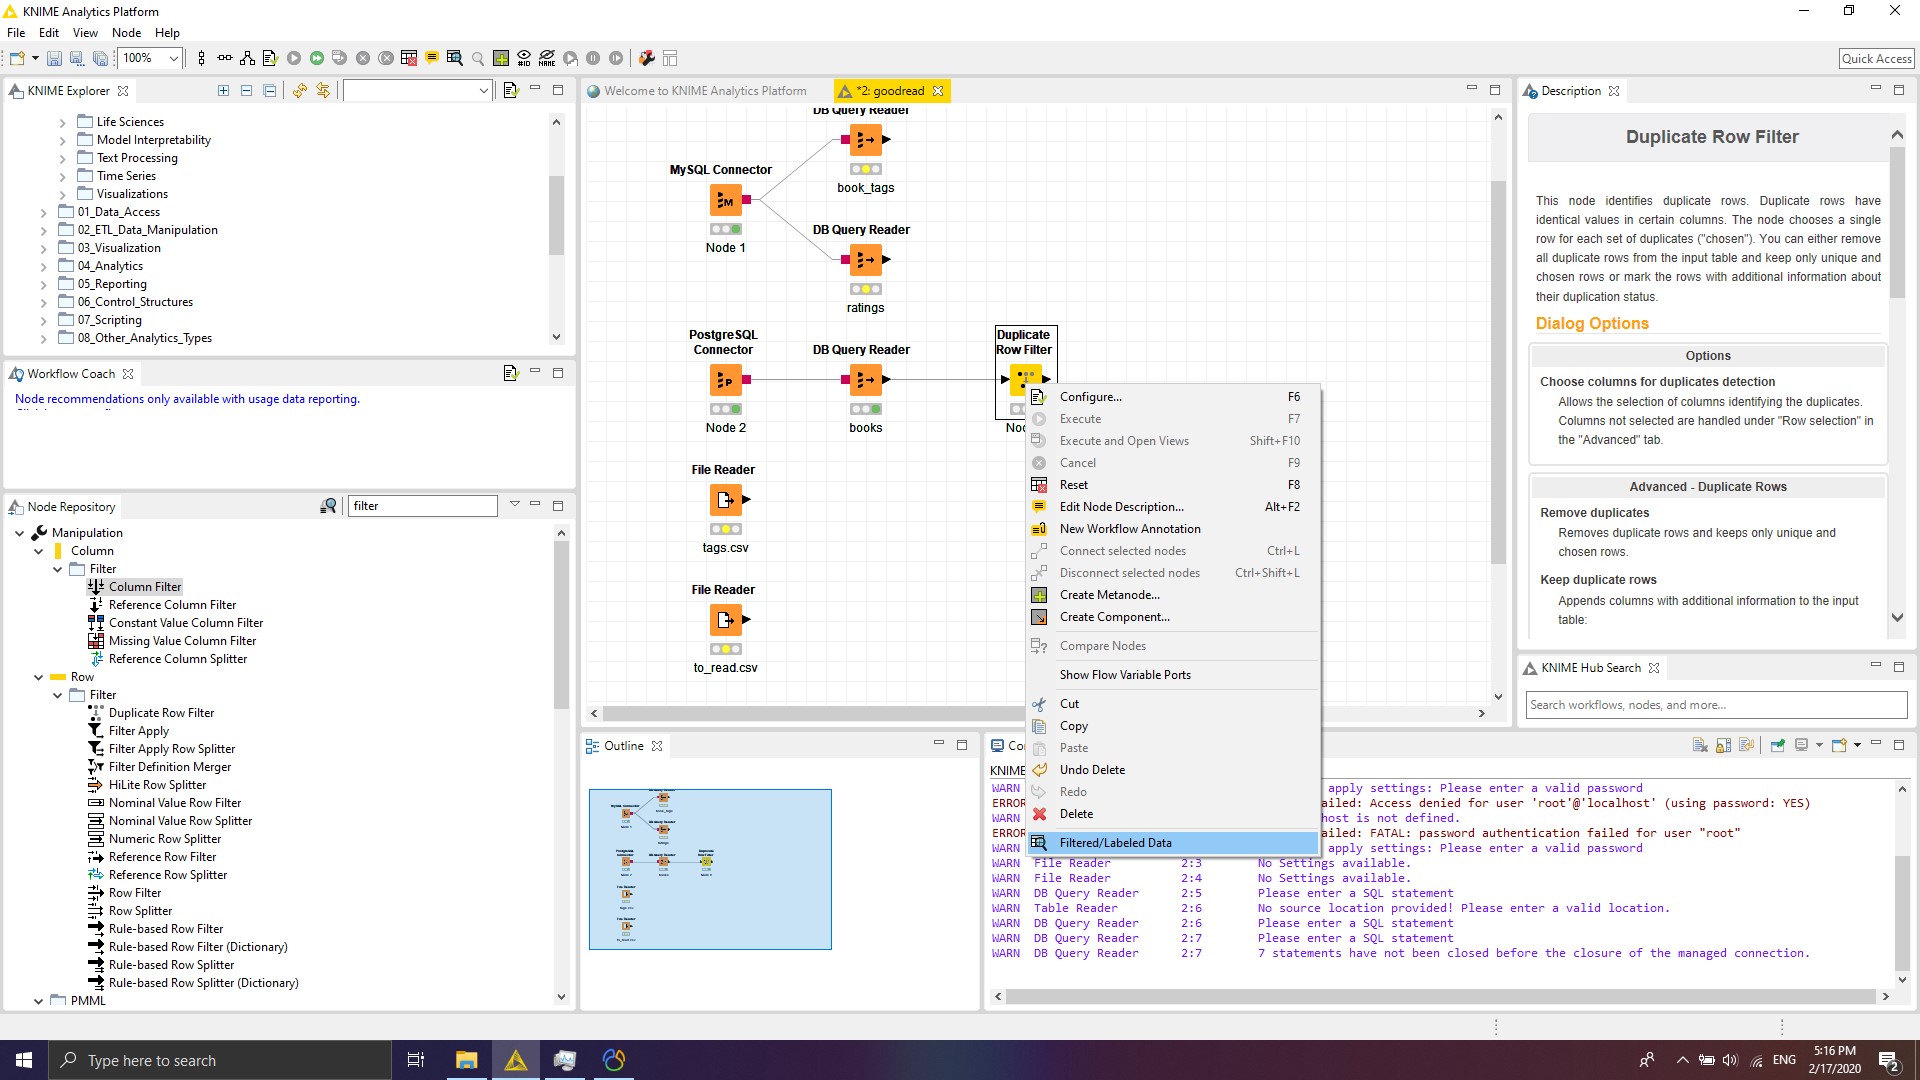 KNIME Analytics Platform
File Edit View Node Help
100%
Quick Access
KNIME Explorer
Life Sciences
Model Interpretability
Text Processing
Time Series
Visualizations
01_Data_Access
02_ETL_Data_Manipulation
03_Visualization
04_Analytics
05_Reporting
06_Control_Structures
07_Scripting
08_Other_Analytics_Types
Workflow Coach
Node recommendations only available with usage data reporting.
Node Repository
filter
Manipulation
Column
Filter
Column Filter
Reference Column Filter
Constant Value Column Filter
Missing Value Column Filter
Reference Column Splitter
Row
Filter
Duplicate Row Filter
Filter Apply
Filter Apply Row Splitter
Filter Definition Merger
HiLite Row Splitter
Nominal Value Row Filter
Nominal Value Row Splitter
Numeric Row Splitter
Reference Row Filter
Reference Row Splitter
Row Filter
Row Splitter
Rule-based Row Filter
Rule-based Row Filter (Dictionary)
Rule-based Row Splitter
Rule-based Row Splitter (Dictionary)
PMML
Welcome to KNIME Analytics Platform
*2: goodread
DB Query Reader
book_tags
MySQL Connector
Node 1
DB Query Reader
ratings
PostgreSQL
Connector
Node 2
DB Query Reader
books
Duplicate
Row Filter
File Reader
tags.csv
File Reader
to_read.csv
Configure... F6
Execute F7
Execute and Open Views Shift+F10
Cancel F9
Reset F8
Edit Node Description... Alt+F2
New Workflow Annotation
Connect selected nodes Ctrl+L
Disconnect selected nodes Ctrl+Shift+L
Create Metanode...
Create Component...
Compare Nodes
Show Flow Variable Ports
Cut
Copy
Paste
Undo Delete
Redo
Delete
Filtered/Labeled Data
Outline
KNIME
WARN apply settings: Please enter a valid password
ERROR ailed: Access denied for user 'root'@'localhost' (using password: YES)
WARN host is not defined.
ERROR ailed: FATAL: password authentication failed for user "root"
WARN apply settings: Please enter a valid password
WARN File Reader 2:3 No Settings available.
WARN File Reader 2:4 No Settings available.
WARN DB Query Reader 2:5 Please enter a SQL statement
WARN Table Reader 2:6 No source location provided! Please enter a valid location.
WARN DB Query Reader 2:6 Please enter a SQL statement
WARN DB Query Reader 2:7 Please enter a SQL statement
WARN DB Query Reader 2:7 7 statements have not been closed before the closure of the managed connection.
Description
Duplicate Row Filter
This node identifies duplicate rows. Duplicate rows have
identical values in certain columns. The node chooses a single
row for each set of duplicates ("chosen"). You can either remove
all duplicate rows from the input table and keep only unique and
chosen rows or mark the rows with additional information about
their duplication status.
Dialog Options
Options
Choose columns for duplicates detection
Allows the selection of columns identifying the duplicates.
Columns not selected are handled under "Row selection" in
the "Advanced" tab.
Advanced - Duplicate Rows
Remove duplicates
Removes duplicate rows and keeps only unique and
chosen rows.
Keep duplicate rows
Appends columns with additional information to the input
table:
KNIME Hub Search
Search workflows, nodes, and more...
Type here to search
ENG
5:16 PM
2/17/2020
2